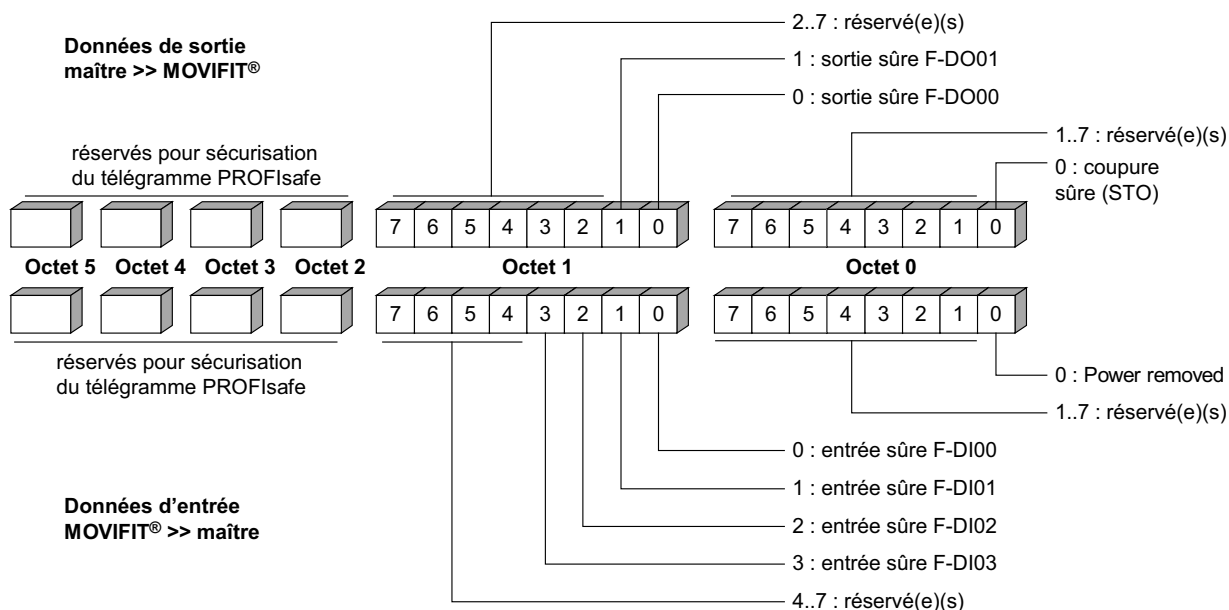 Données de sortie
maître >> MOVIFIT®
2..7 : réservé(e)(s)
1 : sortie sûre F-DO01
0 : sortie sûre F-DO00
1..7 : réservé(e)(s)
0 : coupure
sûre (STO)
réservés pour sécurisation
du télégramme PROFIsafe
7 6 5 4 3 2 1 0 7 6 5 4 3 2 1 0
Octet 5 Octet 4 Octet 3 Octet 2 Octet 1 Octet 0
7 6 5 4 3 2 1 0 7 6 5 4 3 2 1 0
réservés pour sécurisation
du télégramme PROFIsafe
0 : Power removed
1..7 : réservé(e)(s)
Données d'entrée
MOVIFIT® >> maître
0 : entrée sûre F-DI00
1 : entrée sûre F-DI01
2 : entrée sûre F-DI02
3 : entrée sûre F-DI03
4..7 : réservé(e)(s)